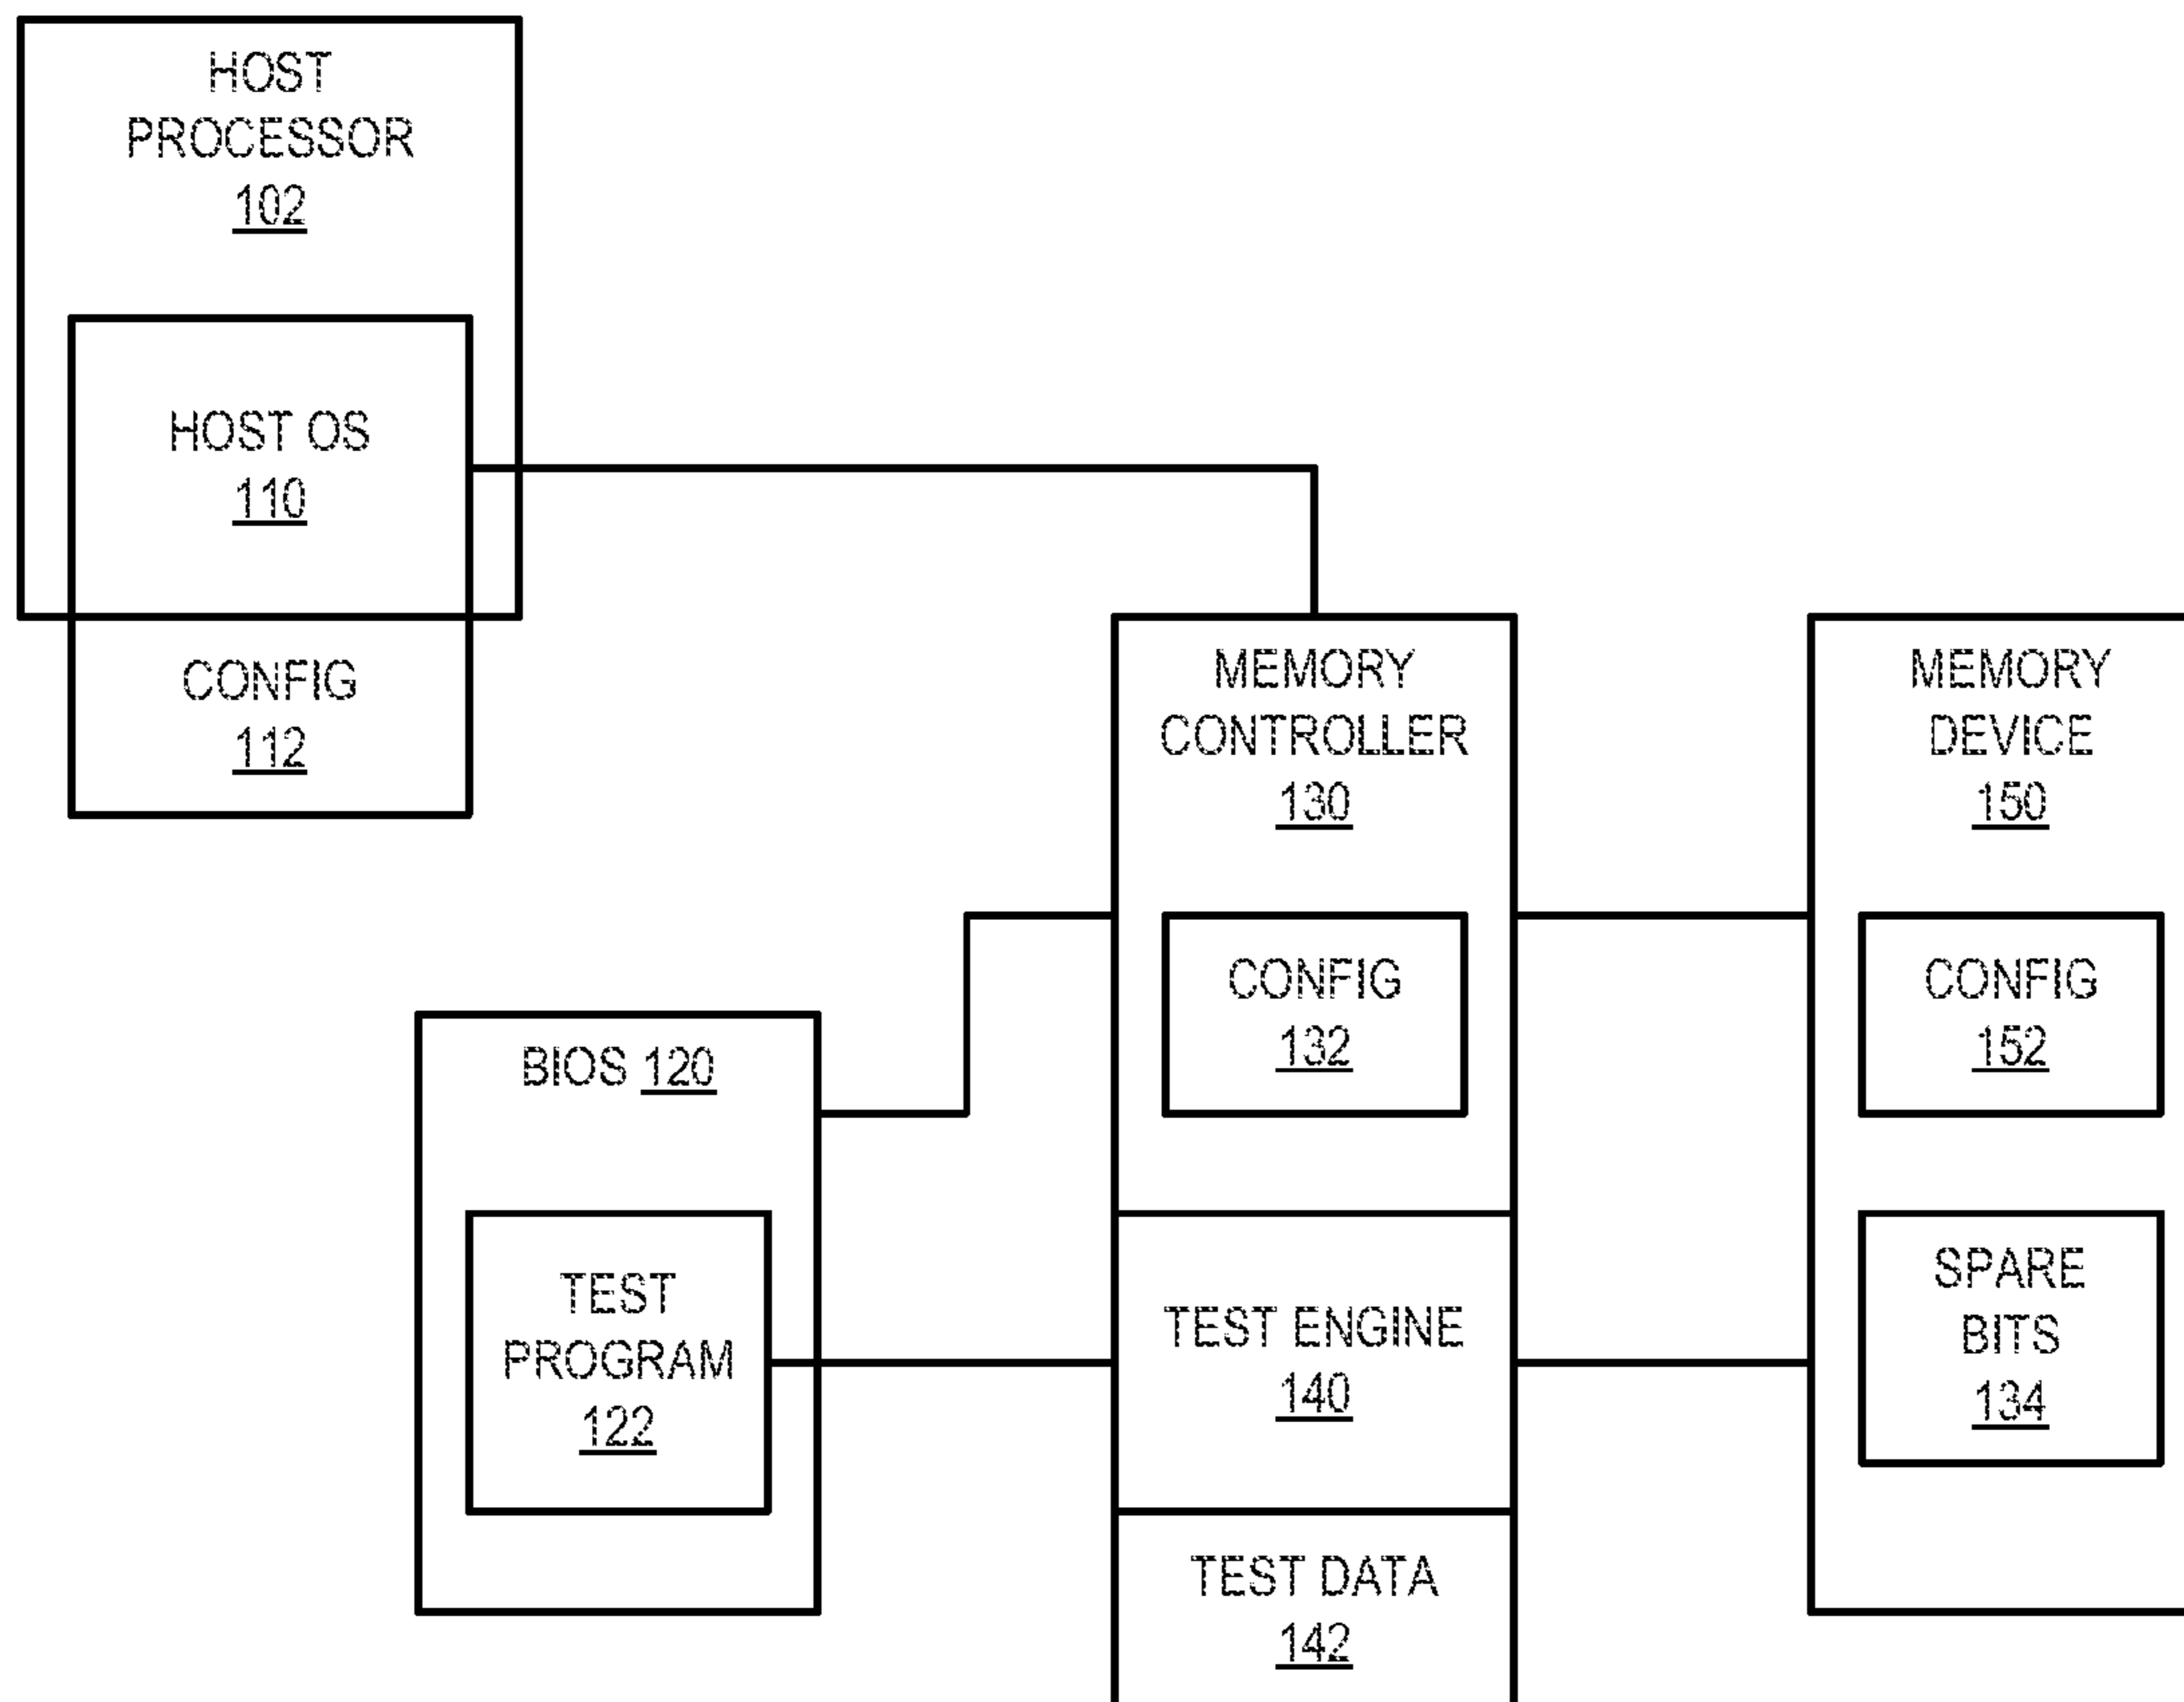 HOST
PROCESSOR
102
HOST OS
110
CONFIG
112
BIOS 120
TEST
PROGRAM
122
MEMORY
CONTROLLER
130
CONFIG
132
TEST ENGINE
140
TEST DATA
142
MEMORY
DEVICE
150
CONFIG
152
SPARE
BITS
134